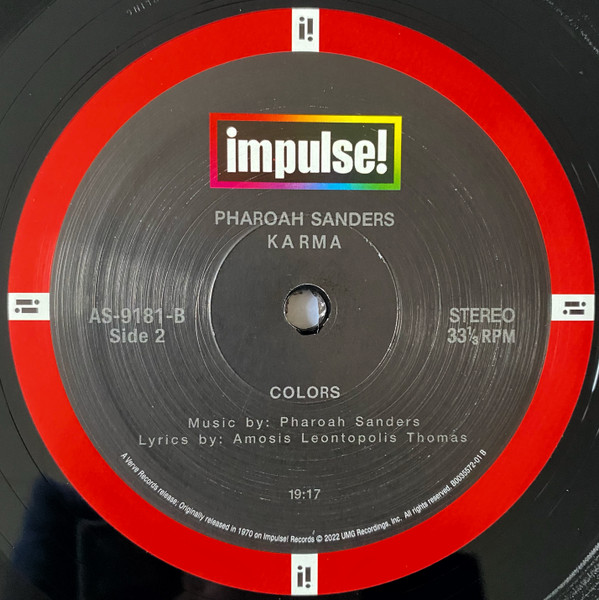 i!
impulse!
PHAROAH SANDERS
KARMA
i!
AS-9181-B
Side 2
STEREO
33⅓ RPM
i!
COLORS
Music by: Pharoah Sanders
Lyrics by: Amosis Leontopolis Thomas
19:17
A Verve Records release; Originally released in 1970 on Impulse! Records © 2022 UMG Recordings, Inc. All rights reserved. B0035572-01 B
i!